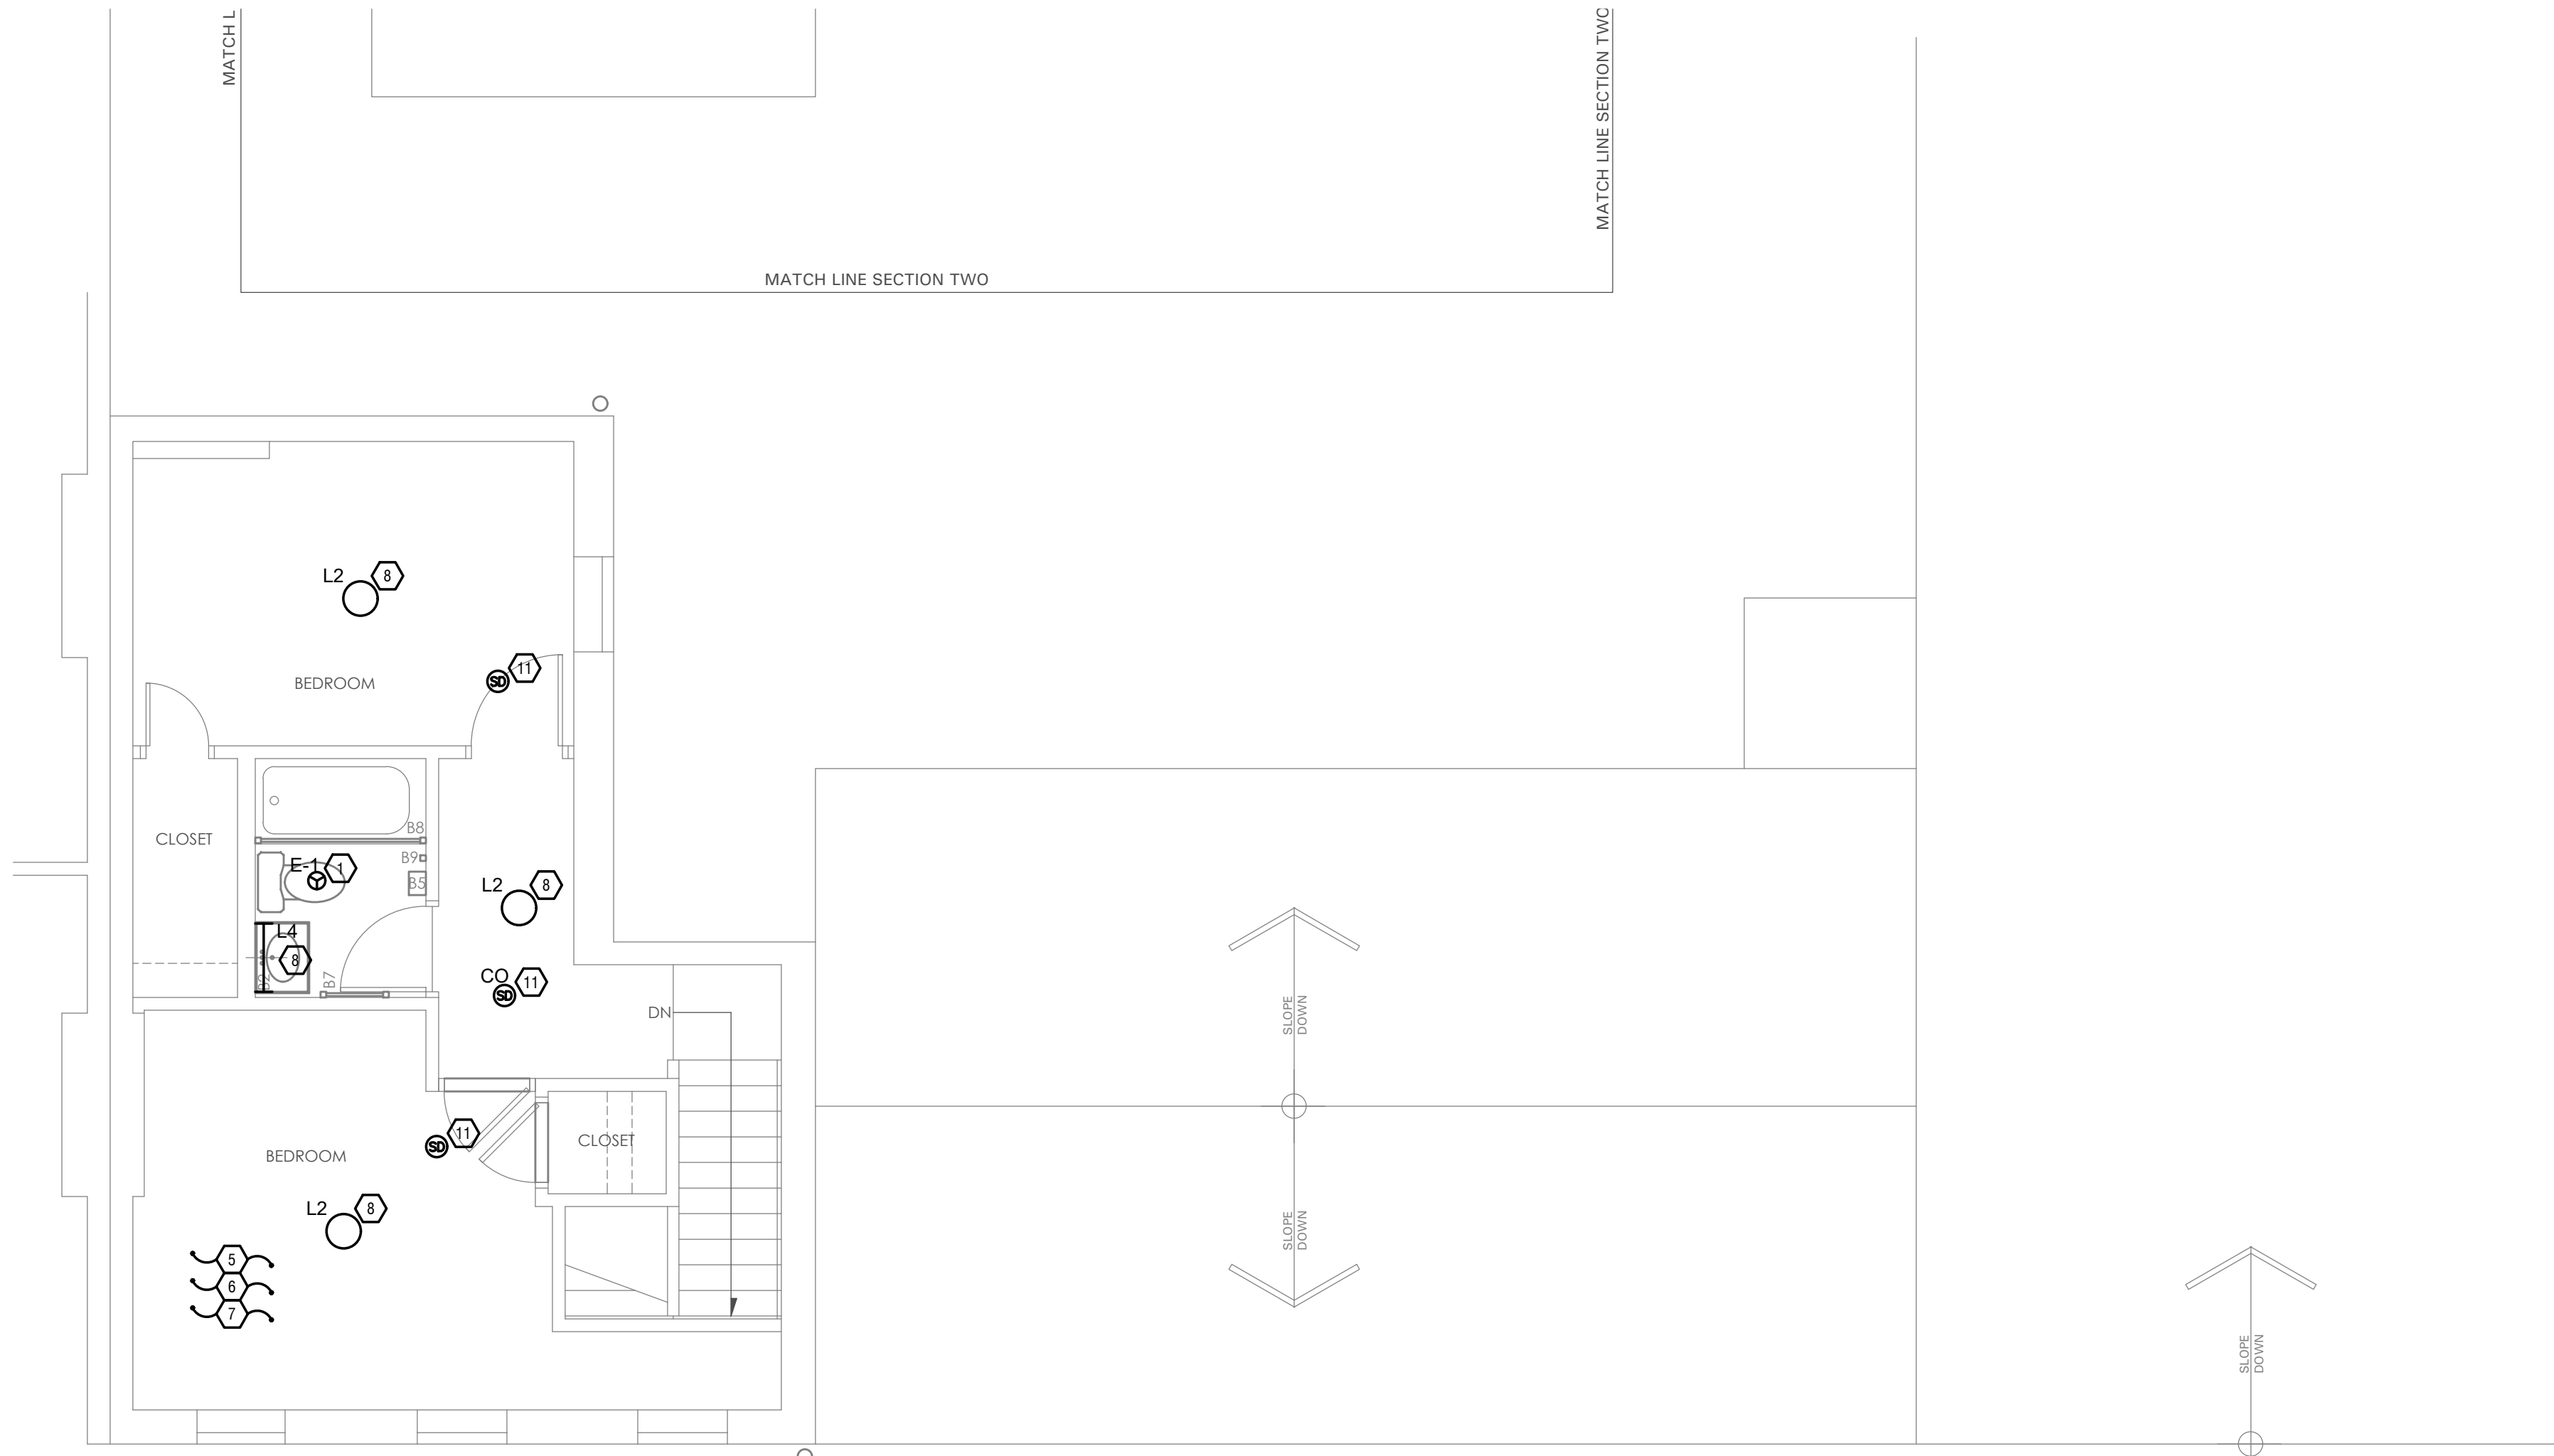 MATCH L
MATCH LINE SECTION TWO
MATCH LINE SECTION TWO
L2
8
BEDROOM
SD
11
CLOSET
B8
B9
B5
E-1
1
L4
8
B2
B7
L2
8
CO
SD
11
DN
SD
11
CLOSET
BEDROOM
L2
8
5
6
7
SLOPE
DOWN
SLOPE
DOWN
SLOPE
DOWN